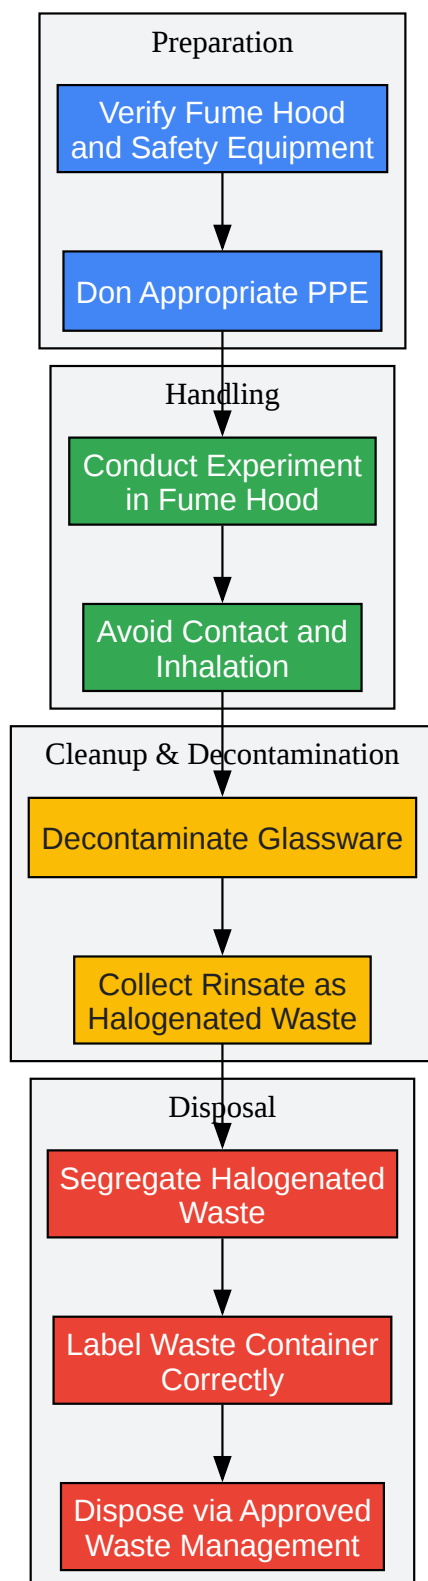 Preparation
Verify Fume Hood
and Safety Equipment
Don Appropriate PPE
Handling
Conduct Experiment
in Fume Hood
Avoid Contact and
Inhalation
Cleanup & Decontamination
Decontaminate Glassware
Collect Rinsate as
Halogenated Waste
Disposal
Segregate Halogenated
Waste
Label Waste Container
Correctly
Dispose via Approved
Waste Management